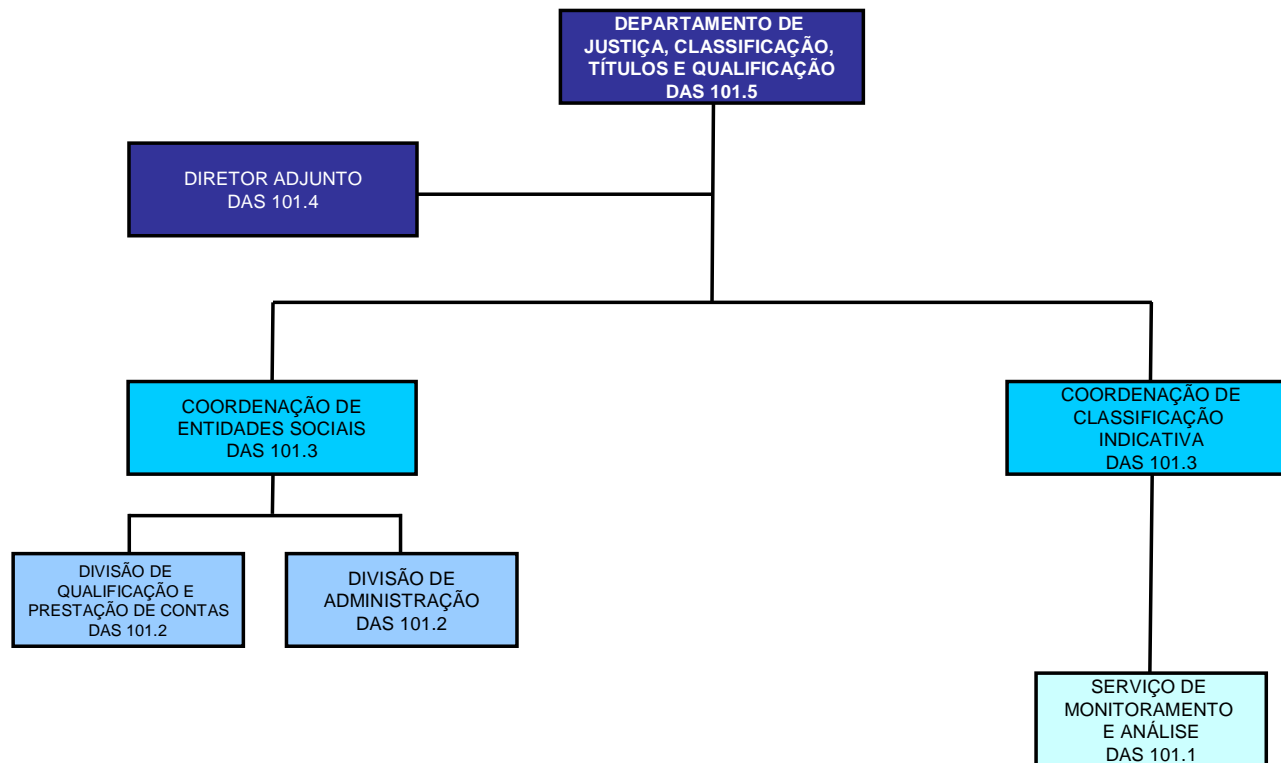 DEPARTAMENTO DE
JUSTIÇA, CLASSIFICAÇÃO,
TÍTULOS E QUALIFICAÇÃO
DAS 101.5
DIRETOR ADJUNTO
DAS 101.4
COORDENAÇÃO DE
ENTIDADES SOCIAIS
DAS 101.3
COORDENAÇÃO DE
CLASSIFICAÇÃO
INDICATIVA
DAS 101.3
DIVISÃO DE
QUALIFICAÇÃO E
PRESTAÇÃO DE CONTAS
DAS 101.2
DIVISÃO DE
ADMINISTRAÇÃO
DAS 101.2
SERVIÇO DE
MONITORAMENTO
E ANÁLISE
DAS 101.1